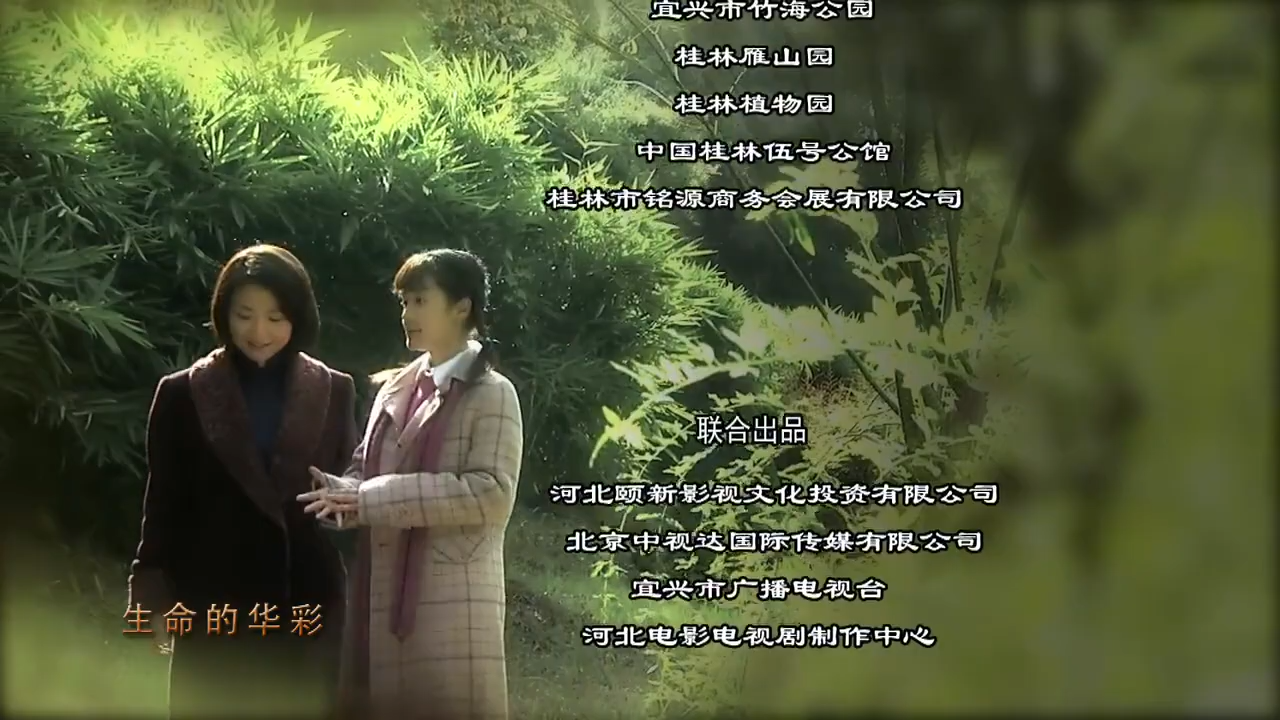 宜兴市竹海公园
桂林雁山园
桂林植物园
中国桂林伍号公馆
桂林市铭源商务会展有限公司
联合出品
河北颐新影视文化投资有限公司
北京中视达国际传媒有限公司
宜兴市广播电视台
河北电影电视剧制作中心
生命的华彩